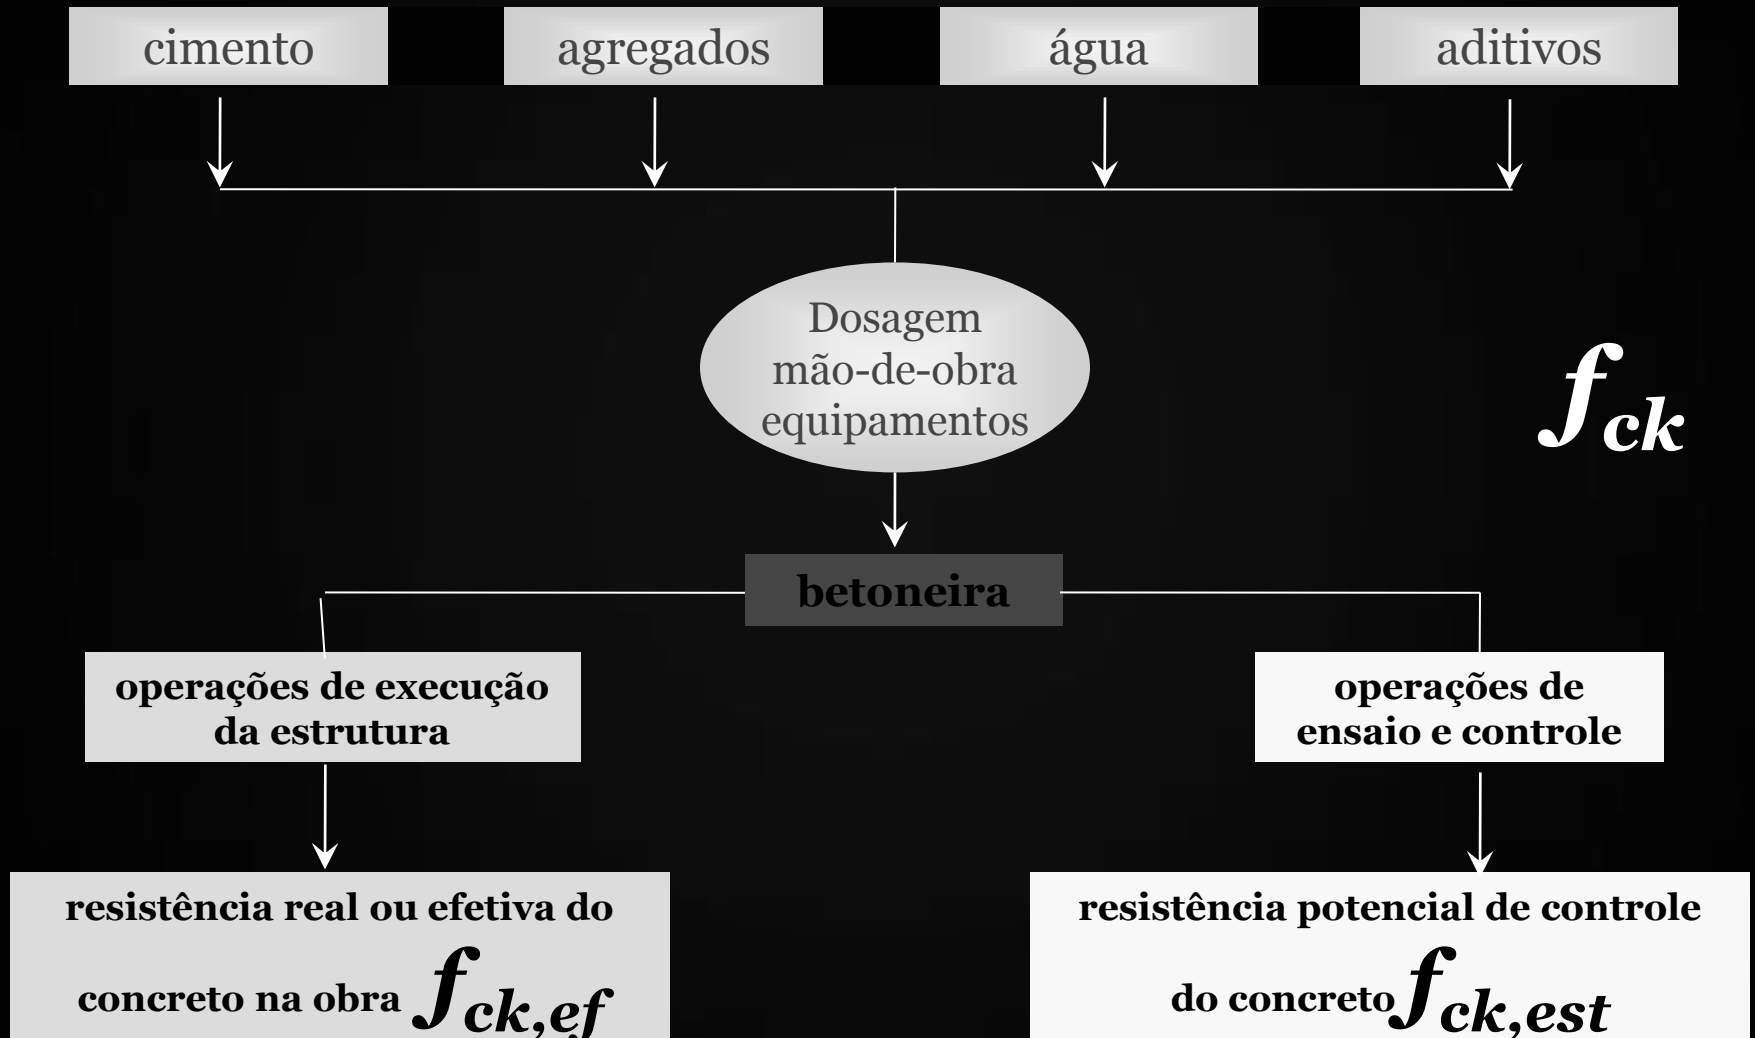 cimento
agregados
água
aditivos
Dosagem
mão-de-obra
equipamentos
fck
betoneira
operações de execução
da estrutura
operações de
ensaio e controle
resistência real ou efetiva do
concreto na obra fck,ef
resistência potencial de controle
do concreto fck,est